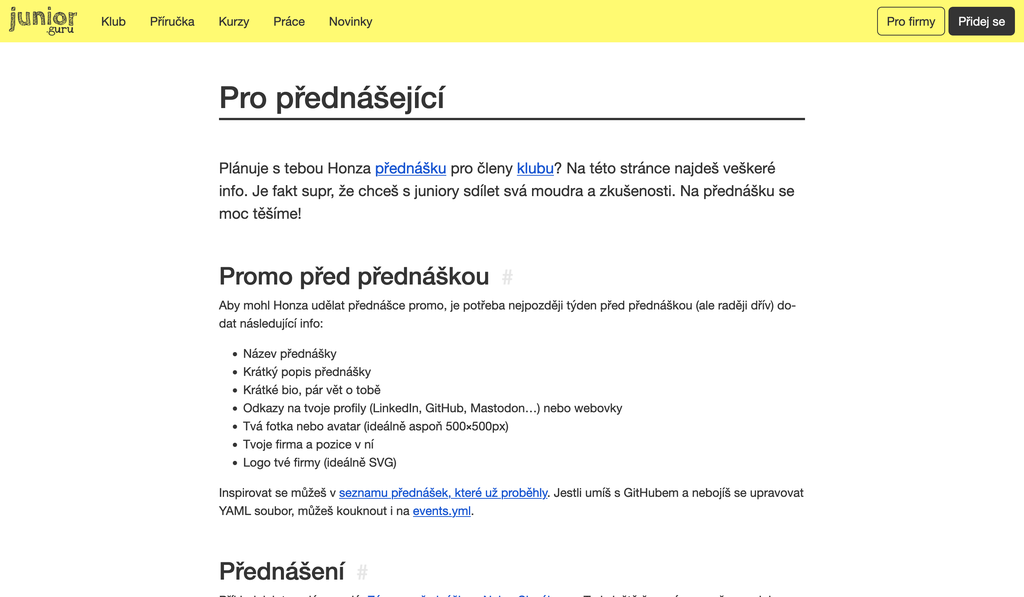 junior
.guru
Klub
Příručka
Kurzy
Práce
Novinky
Pro firmy
Přidej se
Pro přednášející
Plánuje s tebou Honza přednášku pro členy klubu? Na této stránce najdeš veškeré
info. Je fakt supr, že chceš s juniory sdílet svá moudra a zkušenosti. Na přednášku se
moc těšíme!
Promo před přednáškou #
Aby mohl Honza udělat přednášce promo, je potřeba nejpozději týden před přednáškou (ale raději dřív) do-
dat následující info:
• Název přednášky
• Krátký popis přednášky
• Krátké bio, pár vět o tobě
• Odkazy na tvoje profily (LinkedIn, GitHub, Mastodon…) nebo webovky
• Tvá fotka nebo avatar (ideálně aspoň 500×500px)
• Tvoje firma a pozice v ní
• Logo tvé firmy (ideálně SVG)
Inspirovat se můžeš v seznamu přednášek, které už proběhly. Jestli umíš s GitHubem a nebojíš se upravovat
YAML soubor, můžeš kouknout i na events.yml.
Přednášení #